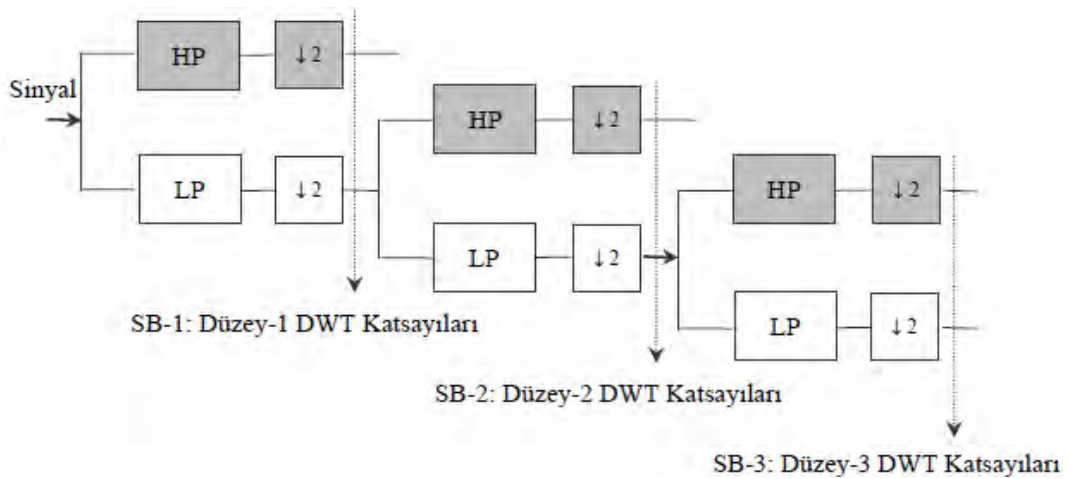 HP
↓2
Sinyal
HP
↓2
LP
↓2
HP
↓2
LP
↓2
SB-1: Düzey-1 DWT Katsayıları
LP
↓2
SB-2: Düzey-2 DWT Katsayıları
SB-3: Düzey-3 DWT Katsayıları